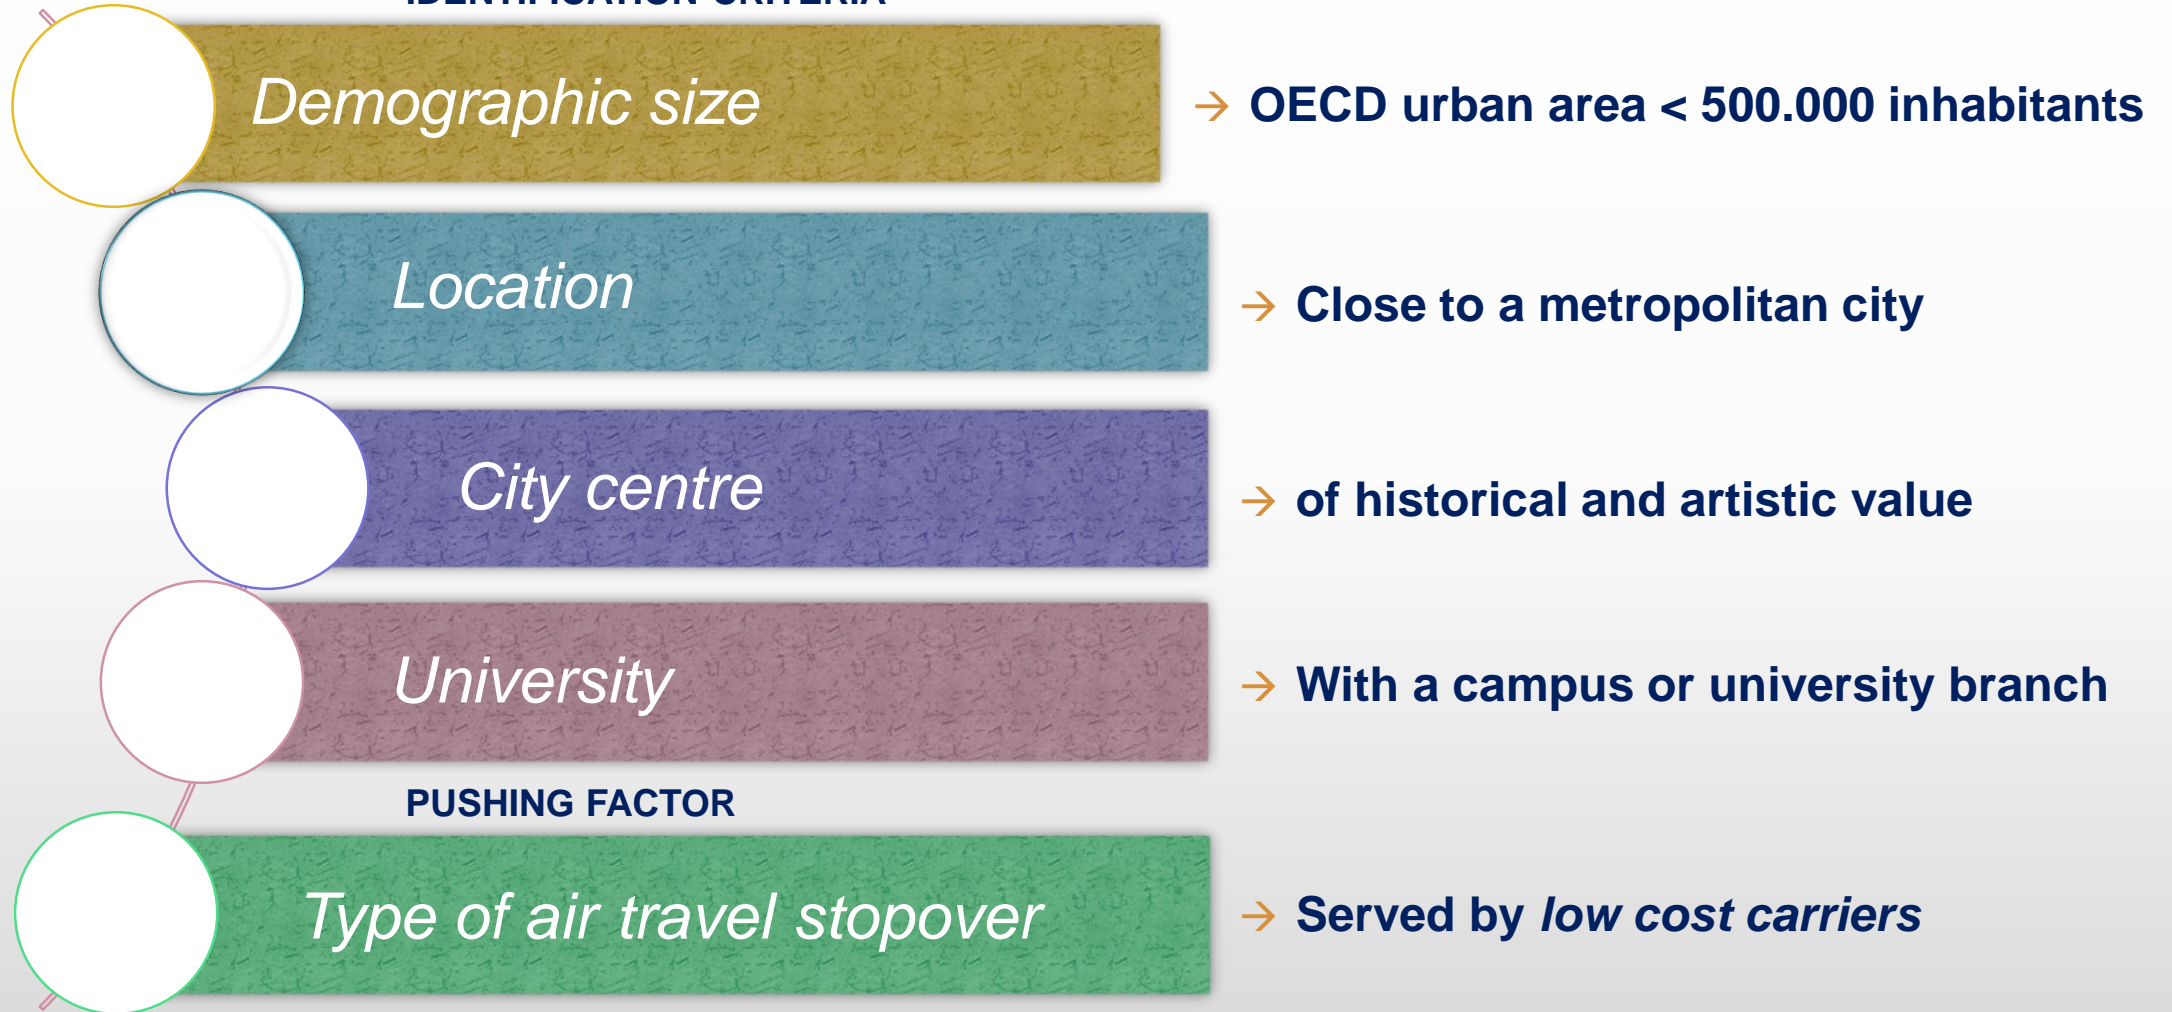 IDENTIFICATION CRITERIA
Demographic size
→ OECD urban area < 500.000 inhabitants
Location
→ Close to a metropolitan city
City centre
→ of historical and artistic value
University
→ With a campus or university branch
PUSHING FACTOR
Type of air travel stopover
→ Served by low cost carriers